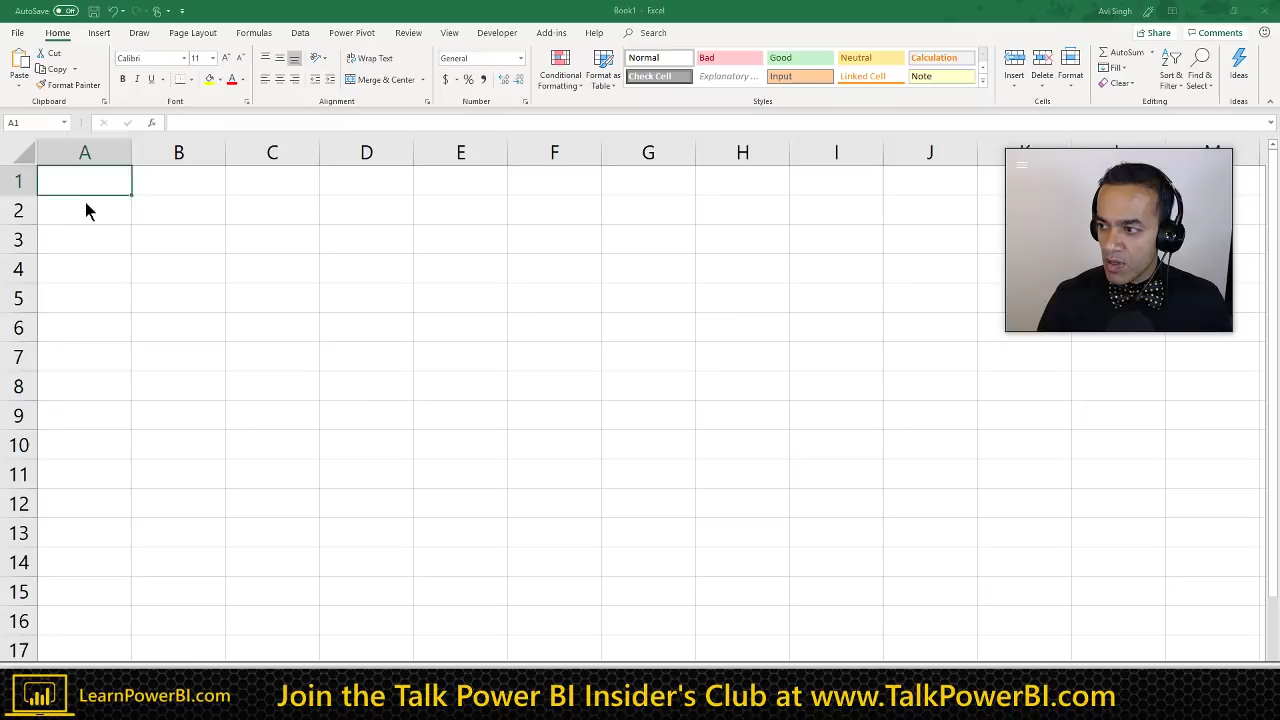 AutoSave Off Book1 - Excel Avi Singh
File Home Insert Draw Page Layout Formulas Data Power Pivot Review View Developer Add-ins Help Search Share Comments
Paste Cut Copy Format Painter
Calibri 11
B I U A
Wrap Text
Merge & Center
General
$ %
Conditional Formatting
Format as Table
Normal Bad Good Neutral Calculation
Check Cell Explanatory ... Input Linked Cell Note
Insert Delete Format
AutoSum
Fill
Clear
Sort & Filter
Find & Select
Ideas
Clipboard Font Alignment Number Styles Cells Editing Ideas
A1 fx
A B C D E F G H I J
1
2
3
4
5
6
7
8
9
10
11
12
13
14
15
16
17
LearnPowerBI.com Join the Talk Power BI Insider's Club at www.TalkPowerBI.com